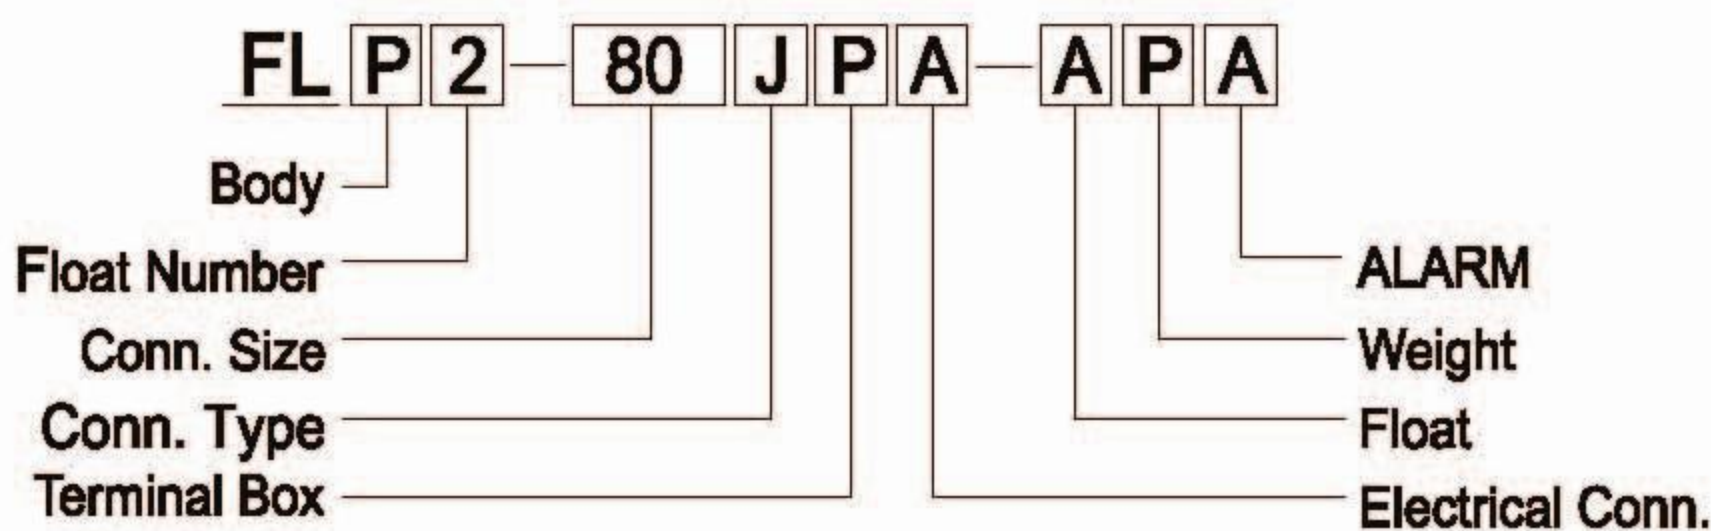 FL P 2 — 80 J P A — A P A
Body
Float Number
Conn. Size
Conn. Type
Terminal Box
ALARM
Weight
Float
Electrical Conn.